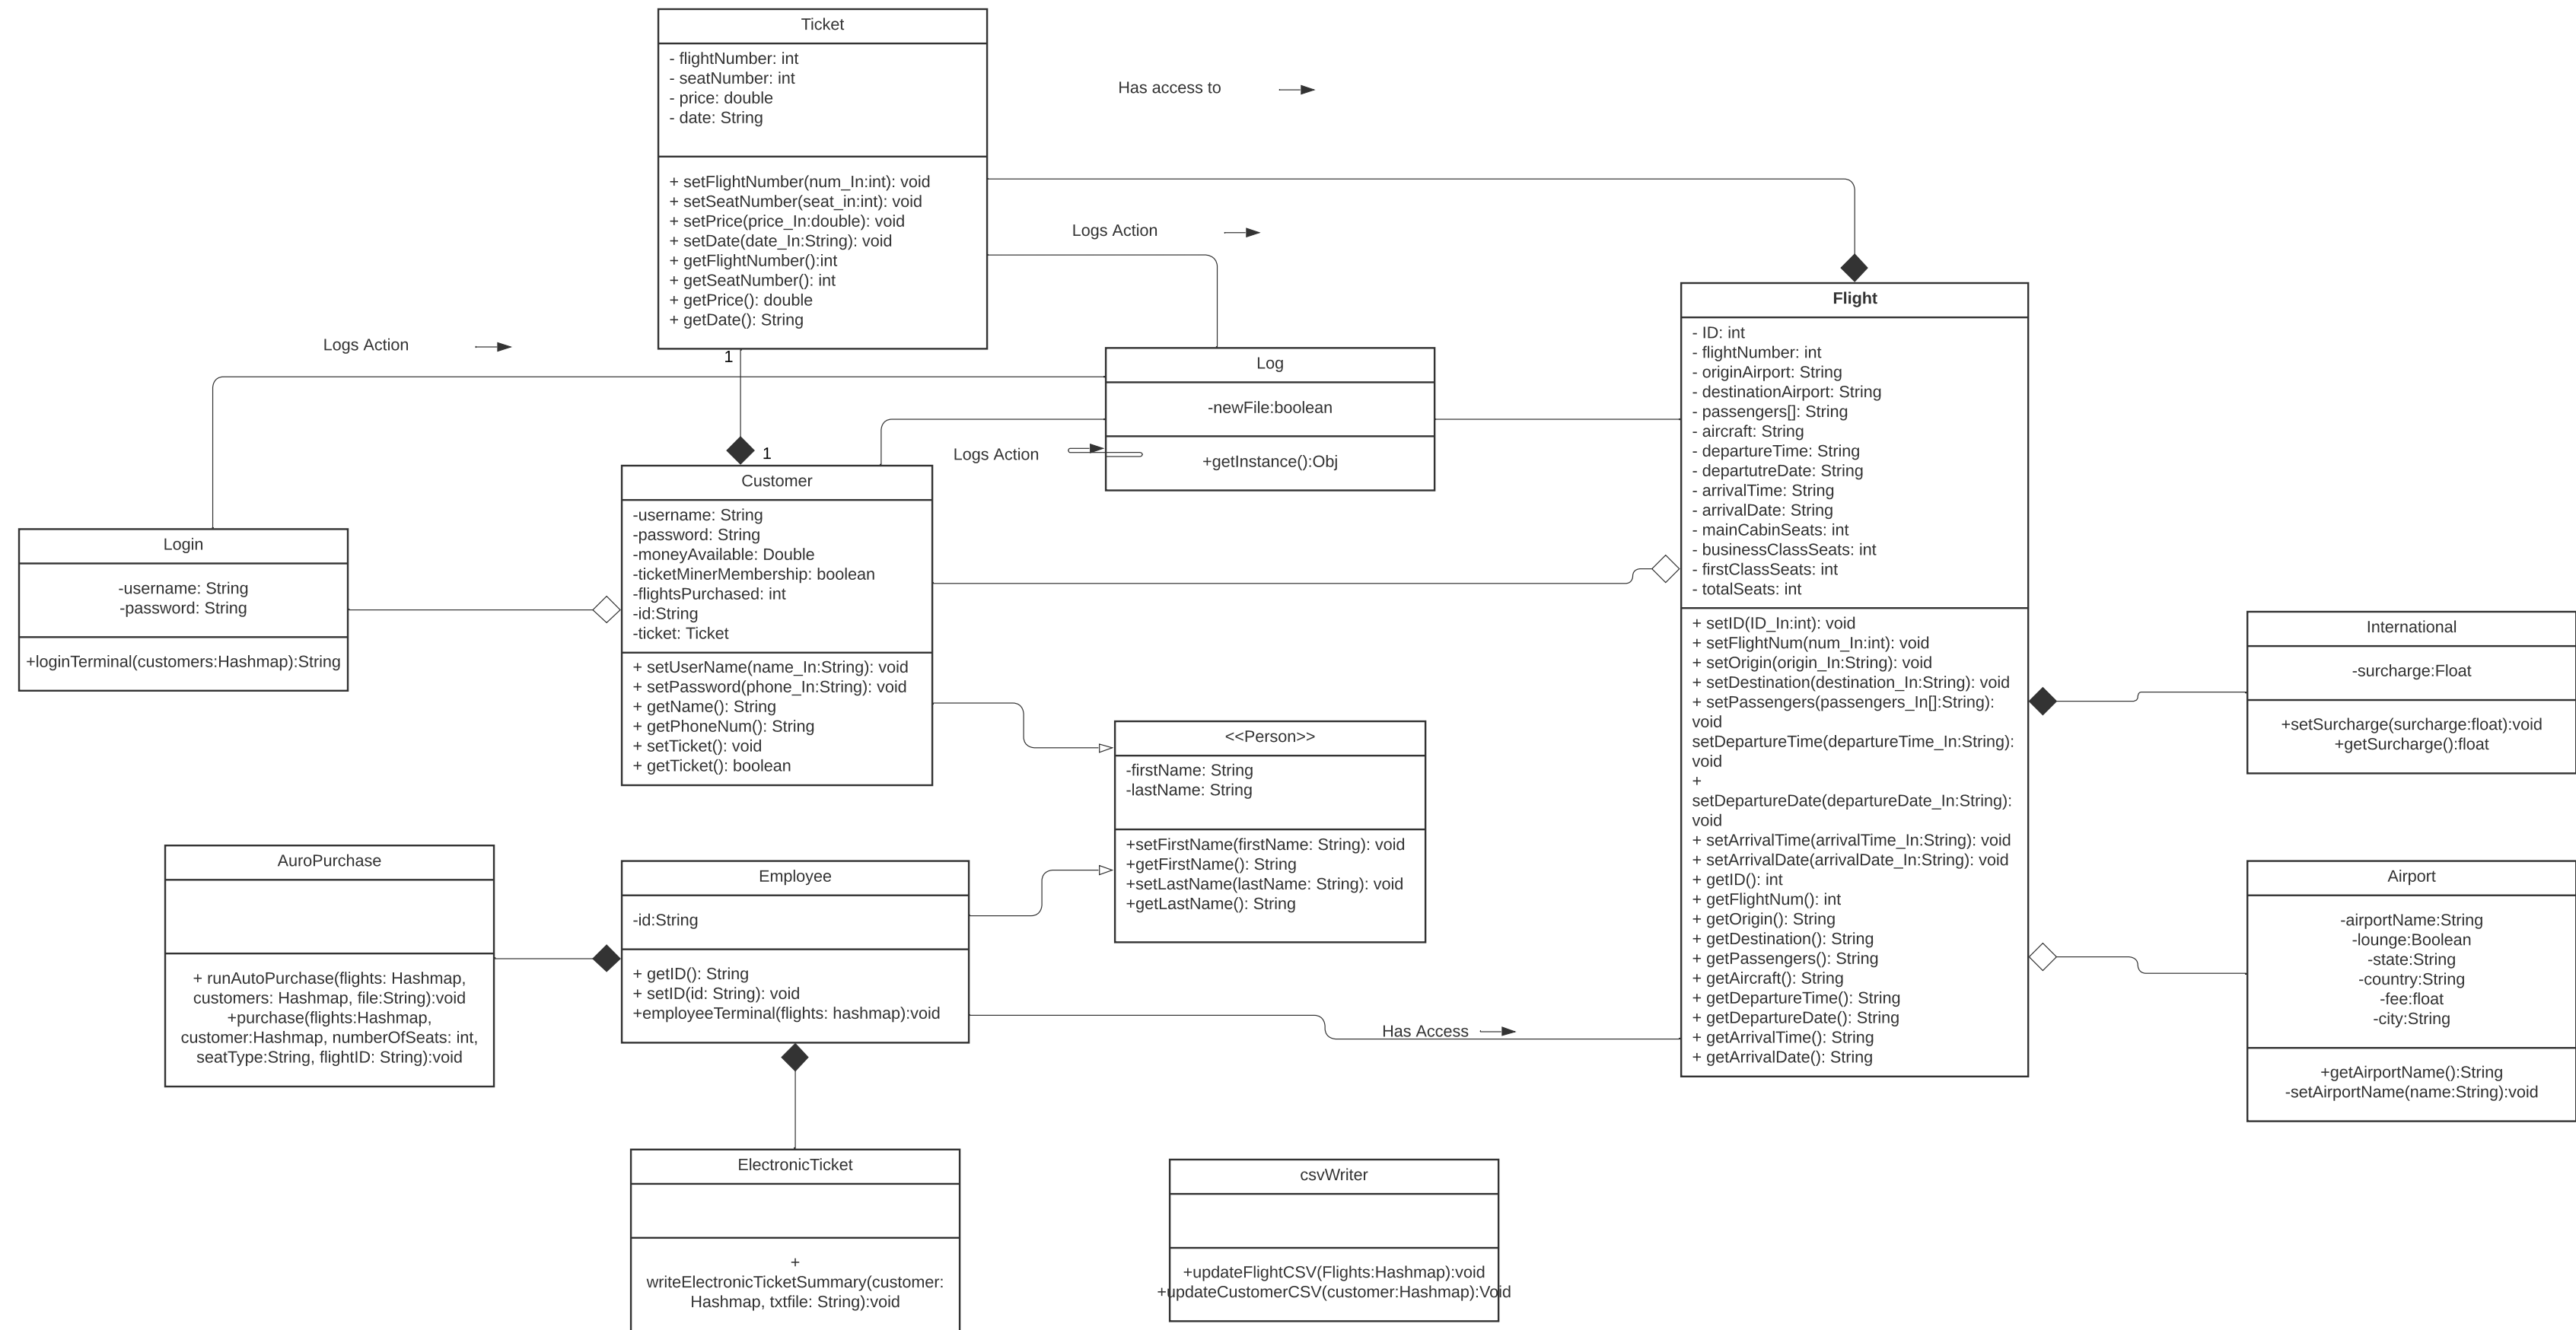 Ticket
- flightNumber: int
- seatNumber: int
- price: double
- date: String
+ setFlightNumber(num_In:int): void
+ setSeatNumber(seat_in:int): void
+ setPrice(price_In:double): void
+ setDate(date_In:String): void
+ getFlightNumber():int
+ getSeatNumber(): int
+ getPrice(): double
+ getDate(): String
Has access to
Logs Action
Logs Action
1
1
Log
-newFile:boolean
+getInstance():Obj
Logs Action
Flight
- ID: int
- flightNumber: int
- originAirport: String
- destinationAirport: String
- passengers[]: String
- aircraft: String
- departureTime: String
- departutreDate: String
- arrivalTime: String
- arrivalDate: String
- mainCabinSeats: int
- businessClassSeats: int
- firstClassSeats: int
- totalSeats: int
+ setID(ID_In:int): void
+ setFlightNum(num_In:int): void
+ setOrigin(origin_In:String): void
+ setDestination(destination_In:String): void
+ setPassengers(passengers_In[]:String):
void
setDepartureTime(departureTime_In:String):
void
+
setDepartureDate(departureDate_In:String):
void
+ setArrivalTime(arrivalTime_In:String): void
+ setArrivalDate(arrivalDate_In:String): void
+ getID(): int
+ getFlightNum(): int
+ getOrigin(): String
+ getDestination(): String
+ getPassengers(): String
+ getAircraft(): String
+ getDepartureTime(): String
+ getDepartureDate(): String
+ getArrivalTime(): String
+ getArrivalDate(): String
Customer
-username: String
-password: String
-moneyAvailable: Double
-ticketMinerMembership: boolean
-flightsPurchased: int
-id:String
-ticket: Ticket
+ setUserName(name_In:String): void
+ setPassword(phone_In:String): void
+ getName(): String
+ getPhoneNum(): String
+ setTicket(): void
+ getTicket(): boolean
Login
-username: String
-password: String
+loginTerminal(customers:Hashmap):String
International
-surcharge:Float
+setSurcharge(surcharge:float):void
+getSurcharge():float
<<Person>>
-firstName: String
-lastName: String
+setFirstName(firstName: String): void
+getFirstName(): String
+setLastName(lastName: String): void
+getLastName(): String
AuroPurchase
+ runAutoPurchase(flights: Hashmap,
customers: Hashmap, file:String):void
+purchase(flights:Hashmap,
customer:Hashmap, numberOfSeats: int,
seatType:String, flightID: String):void
Employee
-id:String
+ getID(): String
+ setID(id: String): void
+employeeTerminal(flights: hashmap):void
Has Access
Airport
-airportName:String
-lounge:Boolean
-state:String
-country:String
-fee:float
-city:String
+getAirportName():String
-setAirportName(name:String):void
ElectronicTicket
+
writeElectronicTicketSummary(customer:
Hashmap, txtfile: String):void
csvWriter
+updateFlightCSV(Flights:Hashmap):void
+updateCustomerCSV(customer:Hashmap):Void